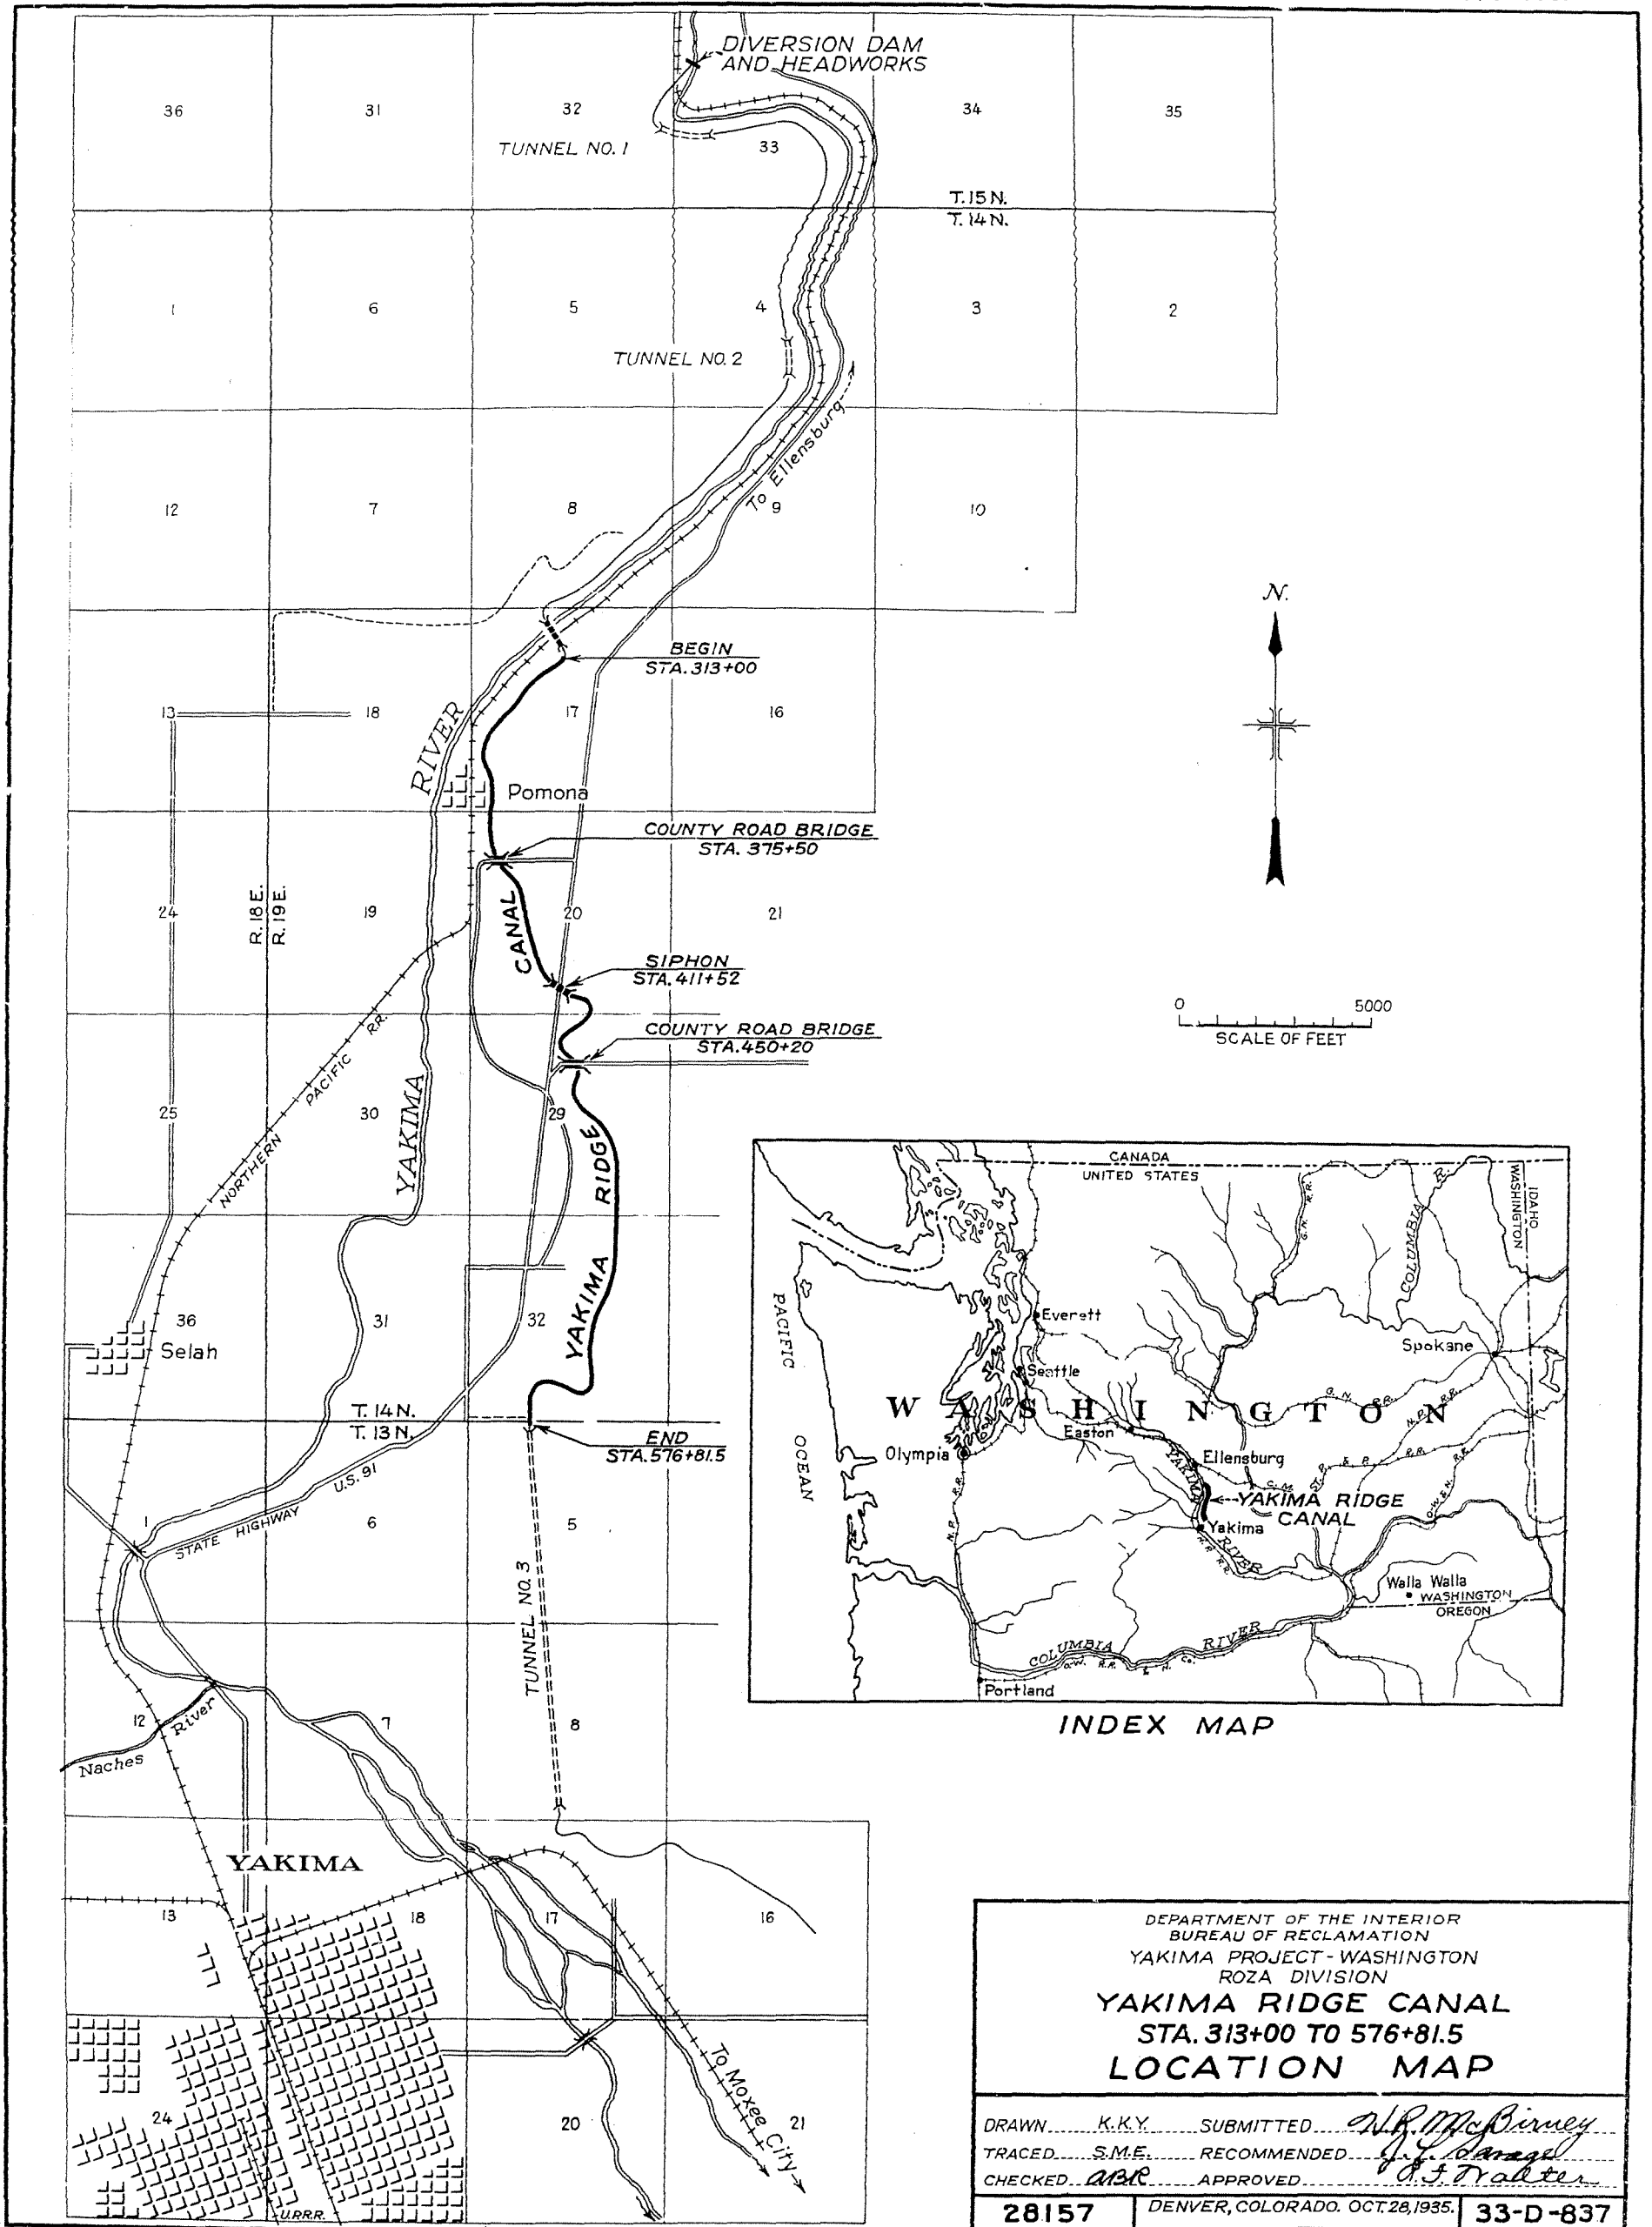 DIVERSION DAM
AND HEADWORKS
36
31
32
34
35
TUNNEL NO. 1
33
T. 15 N.
T. 14 N.
1
6
5
4
3
2
TUNNEL NO. 2
To Ellensburg
12
7
8
9
10
N.
BEGIN
STA. 313+00
13
18
17
16
RIVER
Pomona
COUNTY ROAD BRIDGE
STA. 375+50
R. 18 E.
R. 19 E.
24
19
CANAL
20
21
SIPHON
STA. 411+52
0 5000
SCALE OF FEET
COUNTY ROAD BRIDGE
STA. 450+20
NORTHERN PACIFIC RR.
25
30
YAKIMA
29
YAKIMA RIDGE
36
31
32
Selah
T. 14 N.
T. 13 N.
END
STA. 576+81.5
STATE HIGHWAY U.S. 91
1
6
5
TUNNEL NO. 3
12
Naches River
7
8
YAKIMA
13
18
17
16
To Moxee City
24
20
21
U.P.R.R.
CANADA
UNITED STATES
IDAHO
WASHINGTON
COLUMBIA R.
G.N. R.R.
PACIFIC OCEAN
Everett
Seattle
Spokane
WASHINGTON
G.N. R.R.
N.P. R.R.
Easton
Olympia
Ellensburg
YAKIMA RIVER
YAKIMA RIDGE
CANAL
Yakima
N.P. R.R.
Walla Walla
WASHINGTON
OREGON
COLUMBIA RIVER
Portland
INDEX MAP
DEPARTMENT OF THE INTERIOR
BUREAU OF RECLAMATION
YAKIMA PROJECT - WASHINGTON
ROZA DIVISION
YAKIMA RIDGE CANAL
STA. 313+00 TO 576+81.5
LOCATION MAP
DRAWN K.K.Y. SUBMITTED W.R. McBirney
TRACED S.M.E. RECOMMENDED J.L. Savage
CHECKED ABR APPROVED R.F. Walter
28157 DENVER, COLORADO. OCT. 28, 1935. 33-D-837